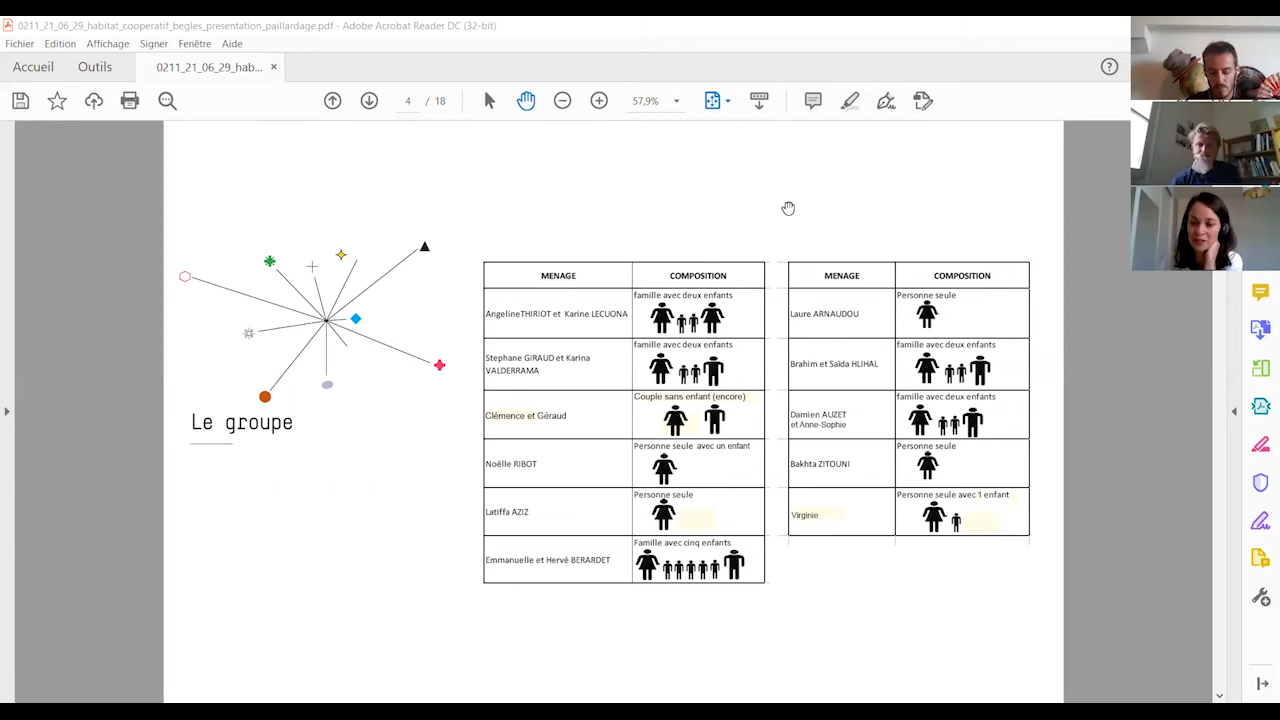 0211_21_06_29_habitat_cooperatif_begles_presentation_paillardage.pdf - Adobe Acrobat Reader DC (32-bit)
Fichier Edition Affichage Signer Fenêtre Aide
Accueil Outils 0211_21_06_29_hab... ×
4 / 18 57,9%
Le groupe
MENAGE COMPOSITION
AngelineTHIRIOT et Karine LECUONA famille avec deux enfants
Stephane GIRAUD et Karina
VALDERRAMA
famille avec deux enfants
Clémence et Géraud Couple sans enfant (encore)
Noëlle RIBOT Personne seule avec un enfant
Latiffa AZIZ Personne seule
Emmanuelle et Hervé BERARDET Famille avec cinq enfants
MENAGE COMPOSITION
Laure ARNAUDOU Personne seule
Brahim et Saïda HLIHAL famille avec deux enfants
Damien AUZET
et Anne-Sophie
famille avec deux enfants
Bakhta ZITOUNI Personne seule
Virginie Personne seule avec 1 enfant